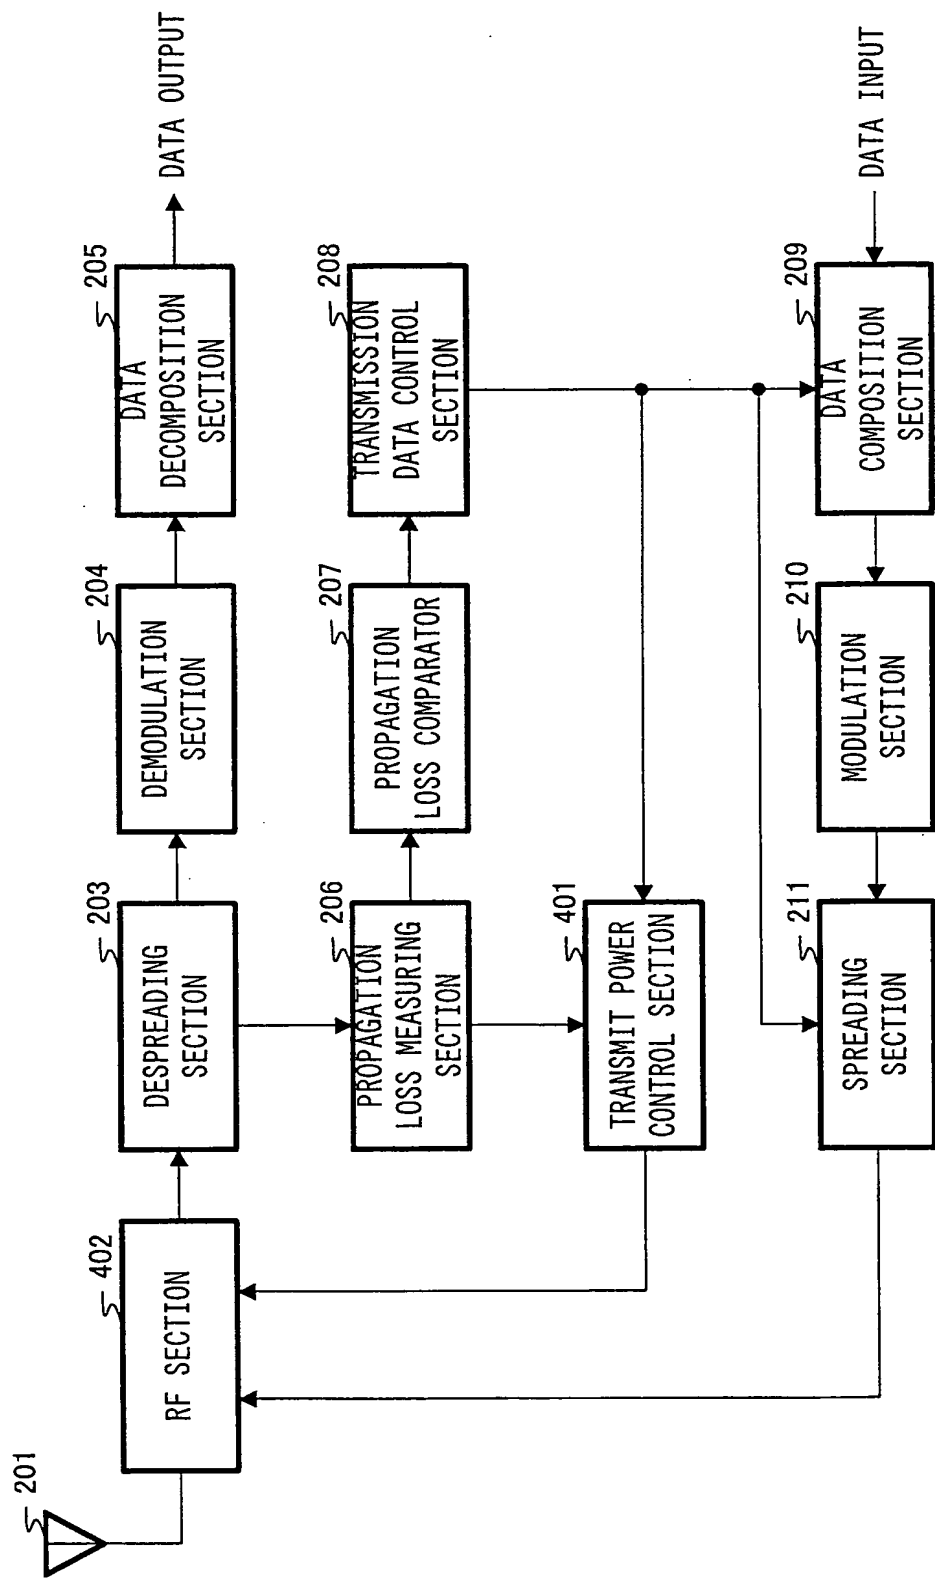 201
402
RF SECTION
203
DESPREADING
SECTION
204
DEMODULATION
SECTION
205
DATA
DECOMPOSITION
SECTION
DATA OUTPUT
206
PROPAGATION
LOSS MEASURING
SECTION
207
PROPAGATION
LOSS COMPARATOR
208
TRANSMISSION
DATA CONTROL
SECTION
401
TRANSMIT POWER
CONTROL SECTION
211
SPREADING
SECTION
210
MODULATION
SECTION
209
DATA
COMPOSITION
SECTION
DATA INPUT